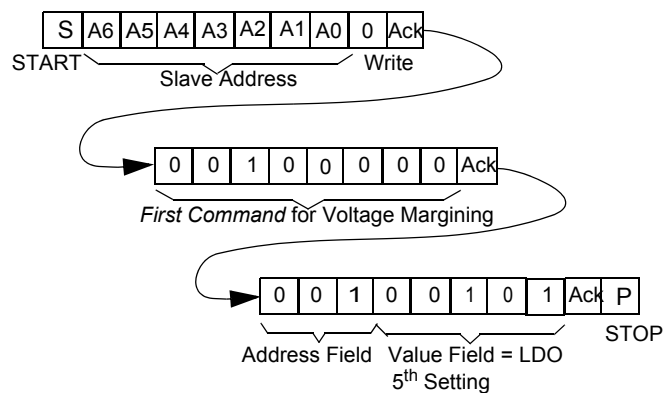 S A6 A5 A4 A3 A2 A1 A0 0 Ack
START Slave Address Write
0 0 1 0 0 0 0 0 Ack
First Command for Voltage Margining
0 0 1 0 0 1 0 1 Ack P
STOP
Address Field Value Field = LDO
5th Setting